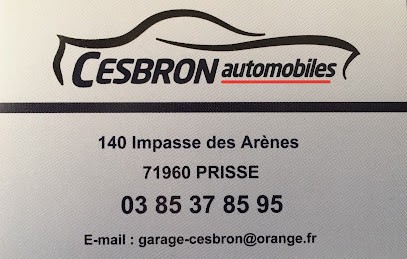 CESBRON automobiles
140 Impasse des Arènes
71960 PRISSE
03 85 37 85 95
E-mail : garage-cesbron@orange.fr